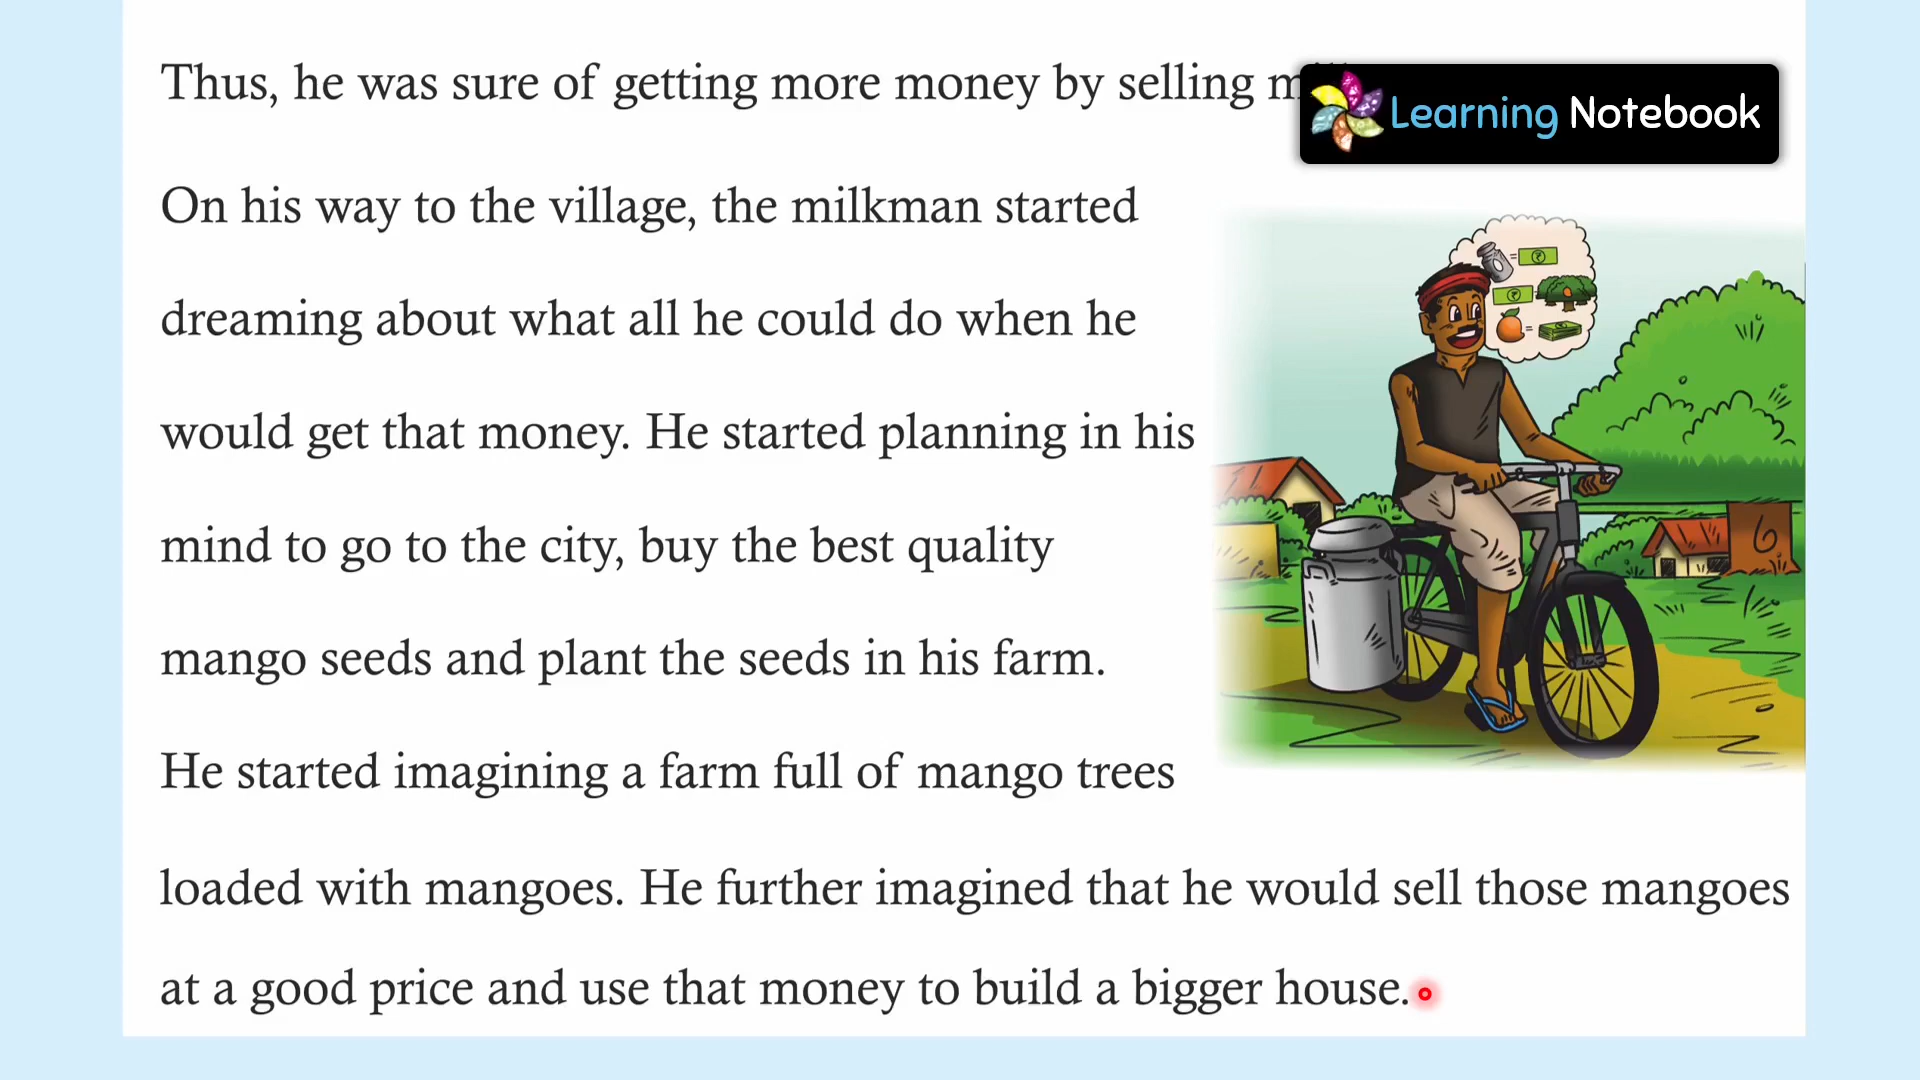 Thus, he was sure of getting more money by selling
Learning Notebook
On his way to the village, the milkman started
dreaming about what all he could do when he
would get that money. He started planning in his
mind to go to the city, buy the best quality
mango seeds and plant the seeds in his farm.
He started imagining a farm full of mango trees
loaded with mangoes. He further imagined that he would sell those mangoes
at a good price and use that money to build a bigger house.